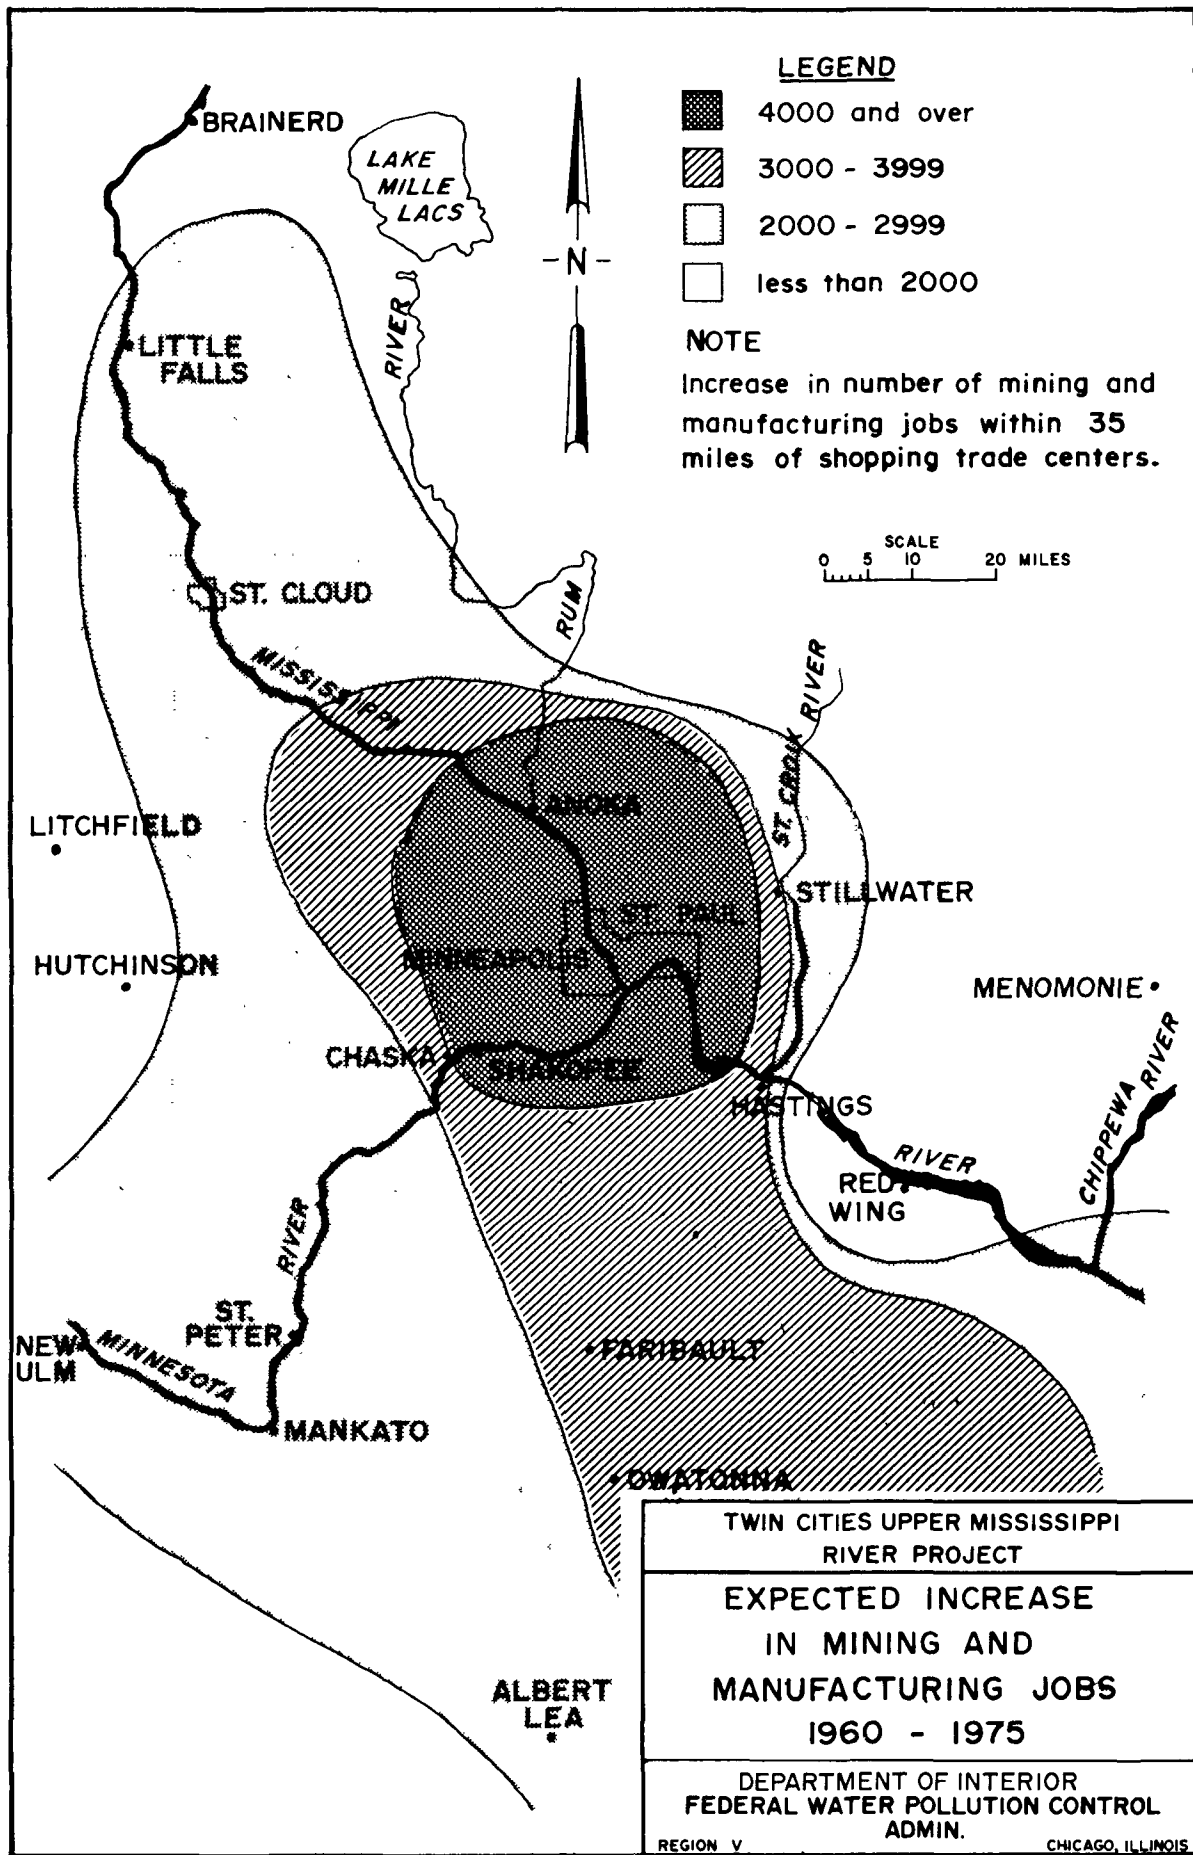 LEGEND
4000 and over
3000 - 3999
2000 - 2999
less than 2000
NOTE
Increase in number of mining and
manufacturing jobs within 35
miles of shopping trade centers.
SCALE
0 5 10 20 MILES
-N-
BRAINERD
LAKE
MILLE
LACS
RIVER
LITTLE
FALLS
ST. CLOUD
RUM
MISSISSIPPI
ST. CROIX RIVER
ANOKA
LITCHFIELD
STILLWATER
ST. PAUL
MINNEAPOLIS
HUTCHINSON
MENOMONIE
CHASKA
SHAKOPEE
HASTINGS
CHIPPEWA RIVER
RIVER
RED
WING
RIVER
ST.
PETER
NEW
ULM
MINNESOTA
FARIBAULT
MANKATO
OWATONNA
ALBERT
LEA
TWIN CITIES UPPER MISSISSIPPI
RIVER PROJECT
EXPECTED INCREASE
IN MINING AND
MANUFACTURING JOBS
1960 - 1975
DEPARTMENT OF INTERIOR
FEDERAL WATER POLLUTION CONTROL
ADMIN.
REGION V CHICAGO, ILLINOIS